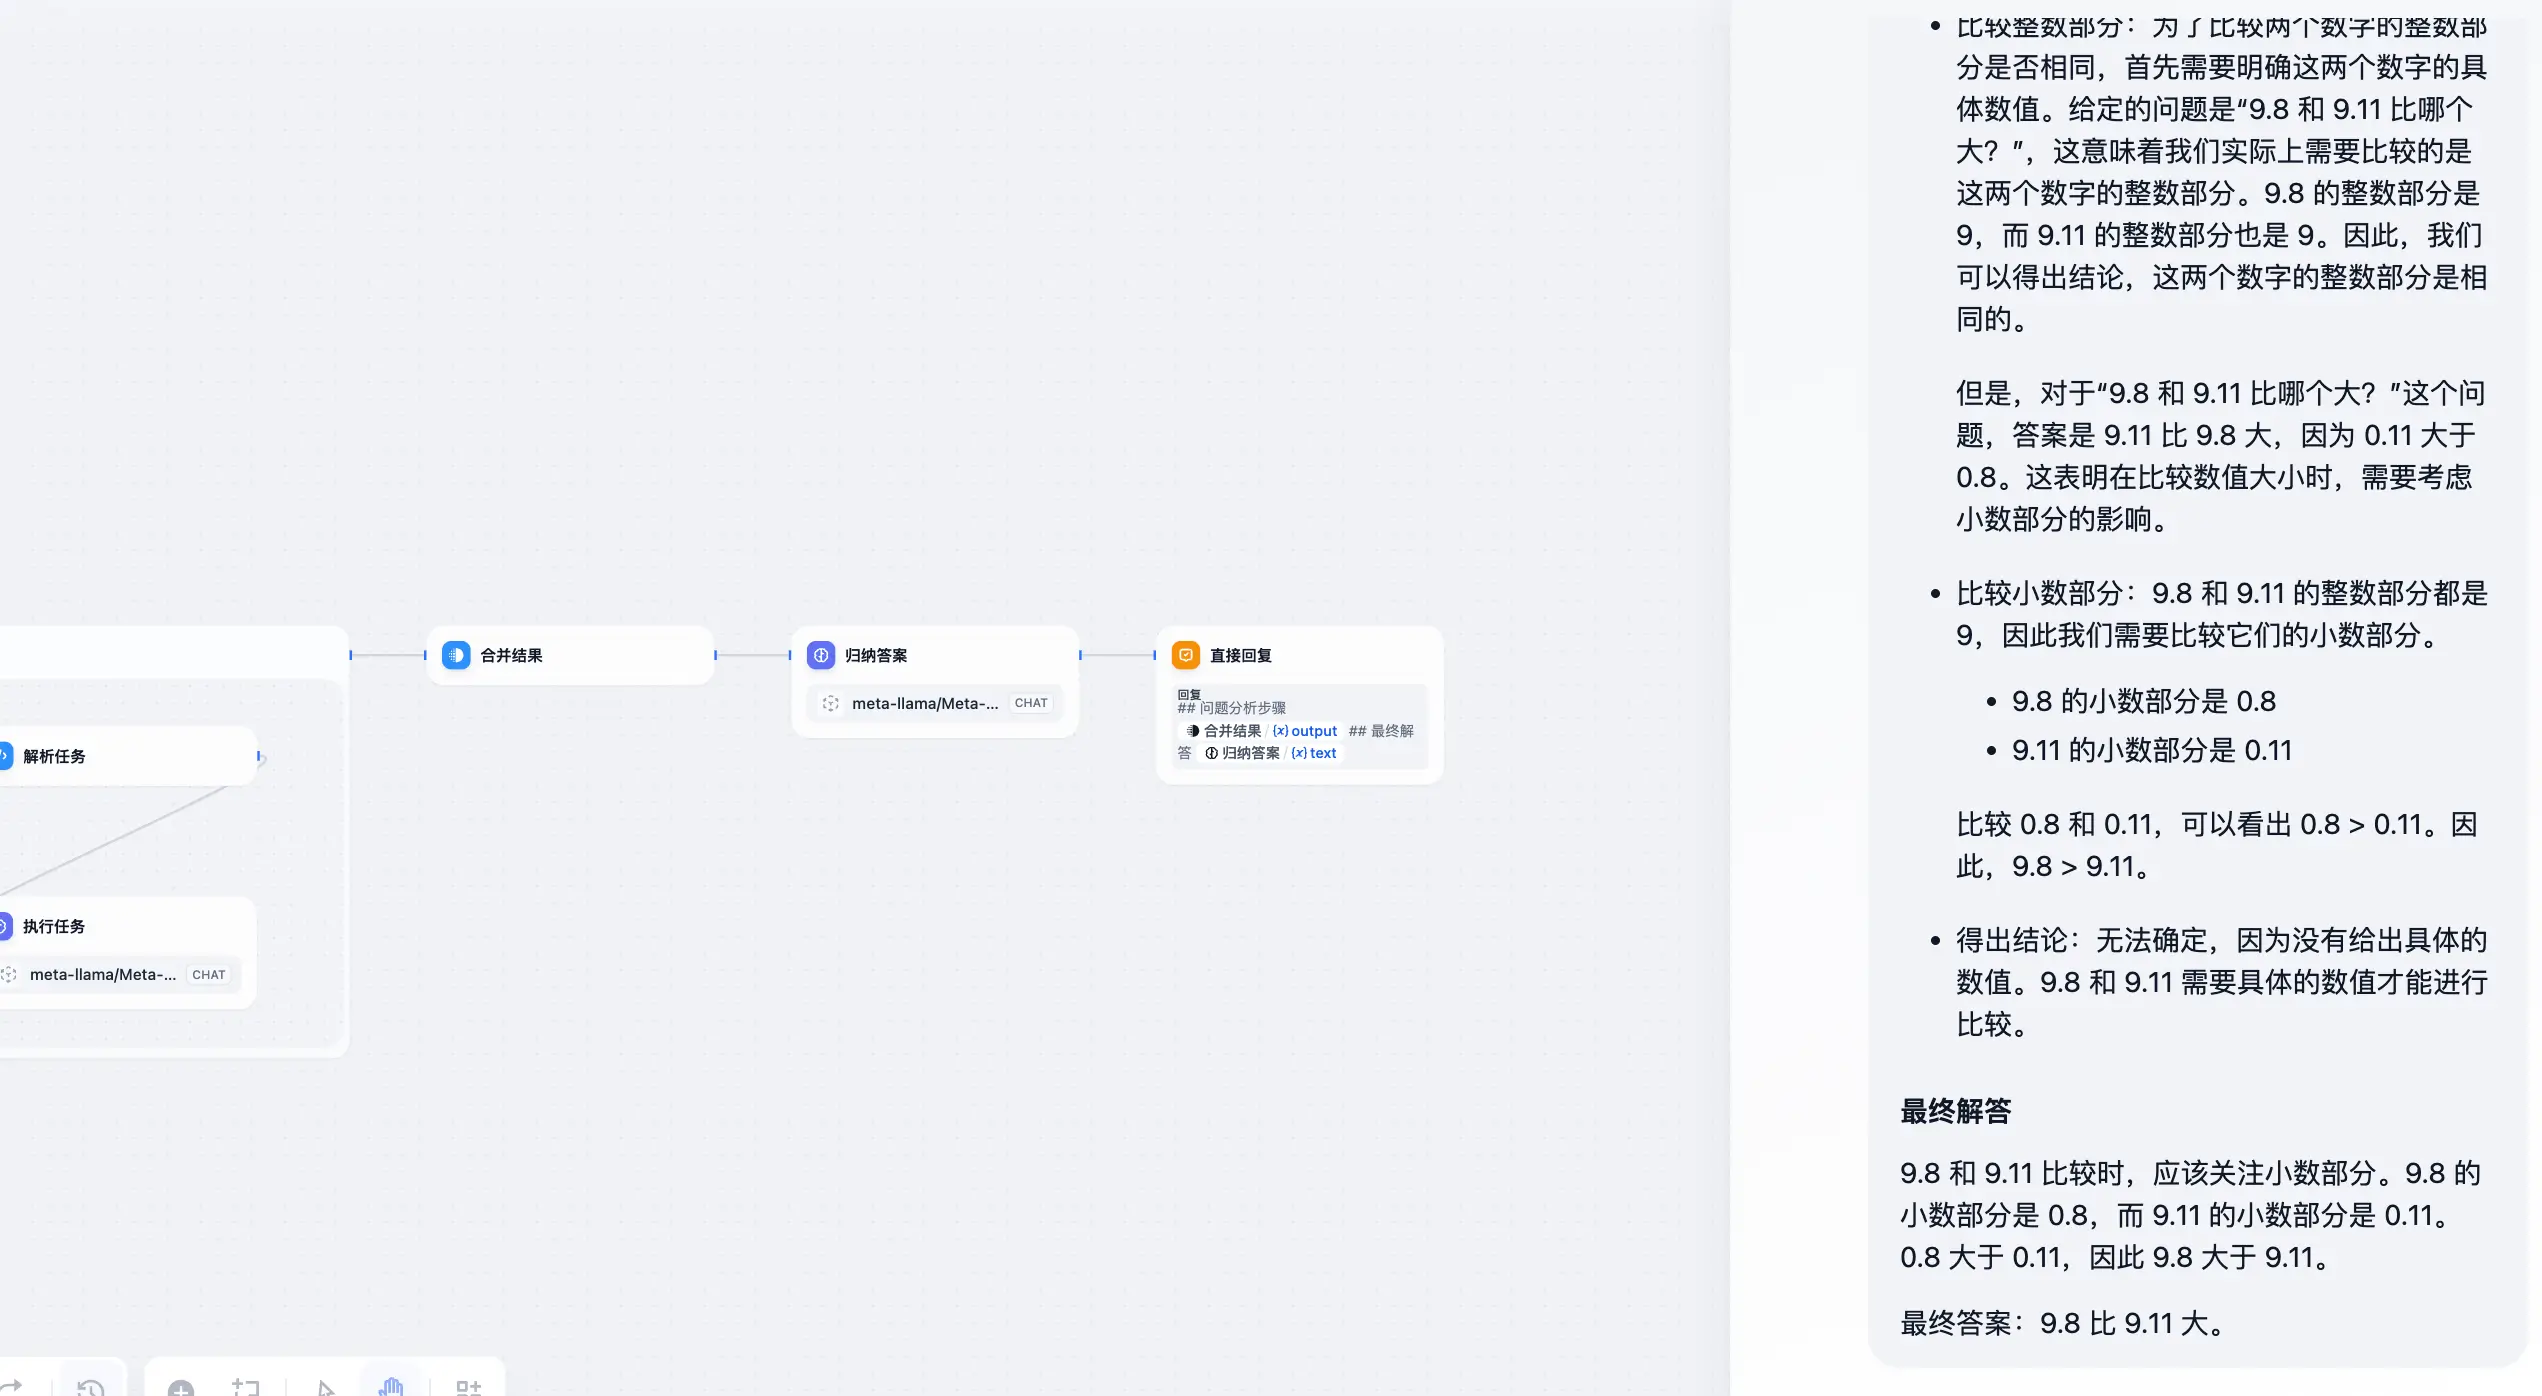 解析任务
执行任务
meta-llama/Meta-... CHAT
合并结果
归纳答案
meta-llama/Meta-... CHAT
直接回复
回复
## 问题分析步骤
合并结果 / {x} output ## 最终解
答 归纳答案 / {x} text
• 比较整数部分：为了比较两个数字的整数部
分是否相同，首先需要明确这两个数字的具
体数值。给定的问题是“9.8 和 9.11 比哪个
大？”，这意味着我们实际上需要比较的是
这两个数字的整数部分。9.8 的整数部分是
9，而 9.11 的整数部分也是 9。因此，我们
可以得出结论，这两个数字的整数部分是相
同的。
但是，对于“9.8 和 9.11 比哪个大？”这个问
题，答案是 9.11 比 9.8 大，因为 0.11 大于
0.8。这表明在比较数值大小时，需要考虑
小数部分的影响。
• 比较小数部分：9.8 和 9.11 的整数部分都是
9，因此我们需要比较它们的小数部分。
• 9.8 的小数部分是 0.8
• 9.11 的小数部分是 0.11
比较 0.8 和 0.11，可以看出 0.8 > 0.11。因
此，9.8 > 9.11。
• 得出结论：无法确定，因为没有给出具体的
数值。9.8 和 9.11 需要具体的数值才能进行
比较。
最终解答
9.8 和 9.11 比较时，应该关注小数部分。9.8 的
小数部分是 0.8，而 9.11 的小数部分是 0.11。
0.8 大于 0.11，因此 9.8 大于 9.11。
最终答案：9.8 比 9.11 大。